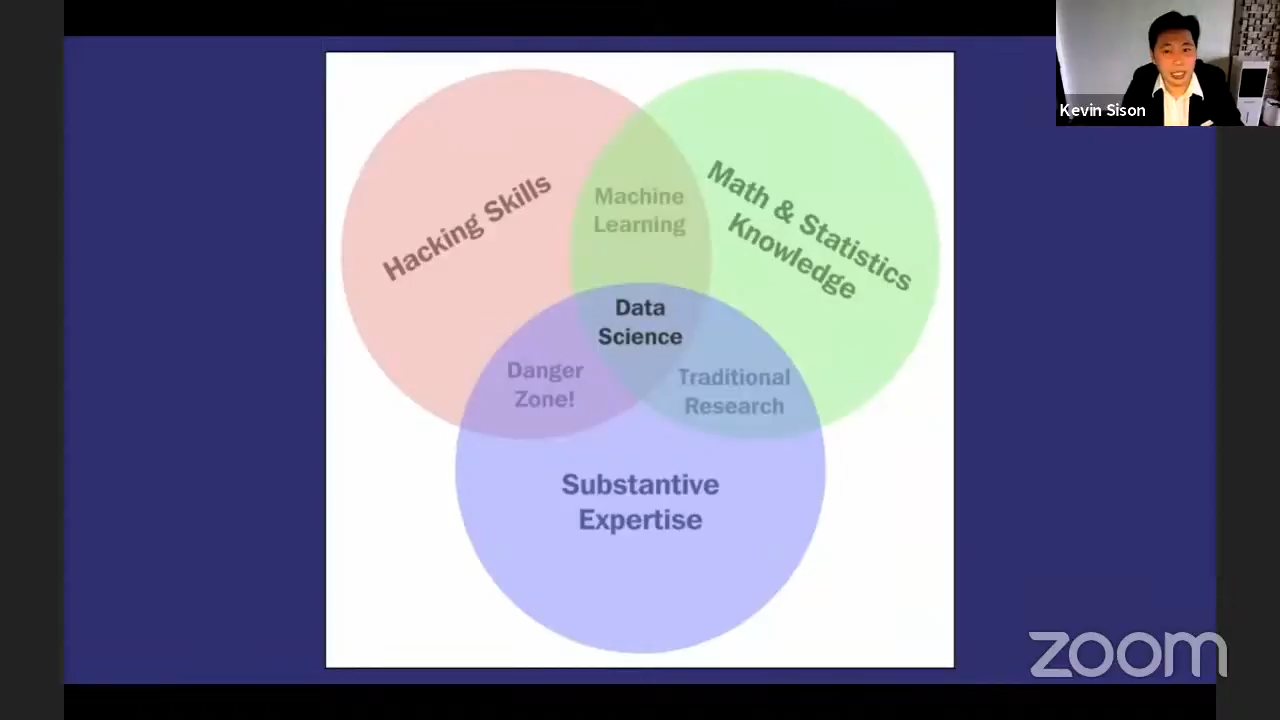 Kevin Sison
Hacking Skills
Machine
Learning
Math & Statistics
Knowledge
Data
Science
Danger
Zone!
Traditional
Research
Substantive
Expertise
zoom